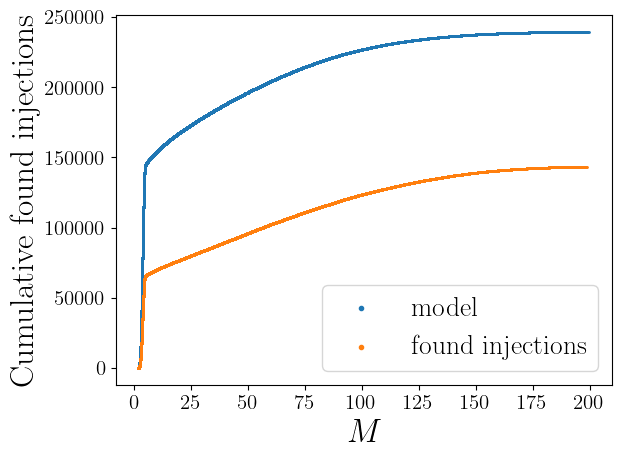 Cumulative found injections
250000
200000
150000
100000
50000
0
model
found injections
0 25 50 75 100 125 150 175 200
M